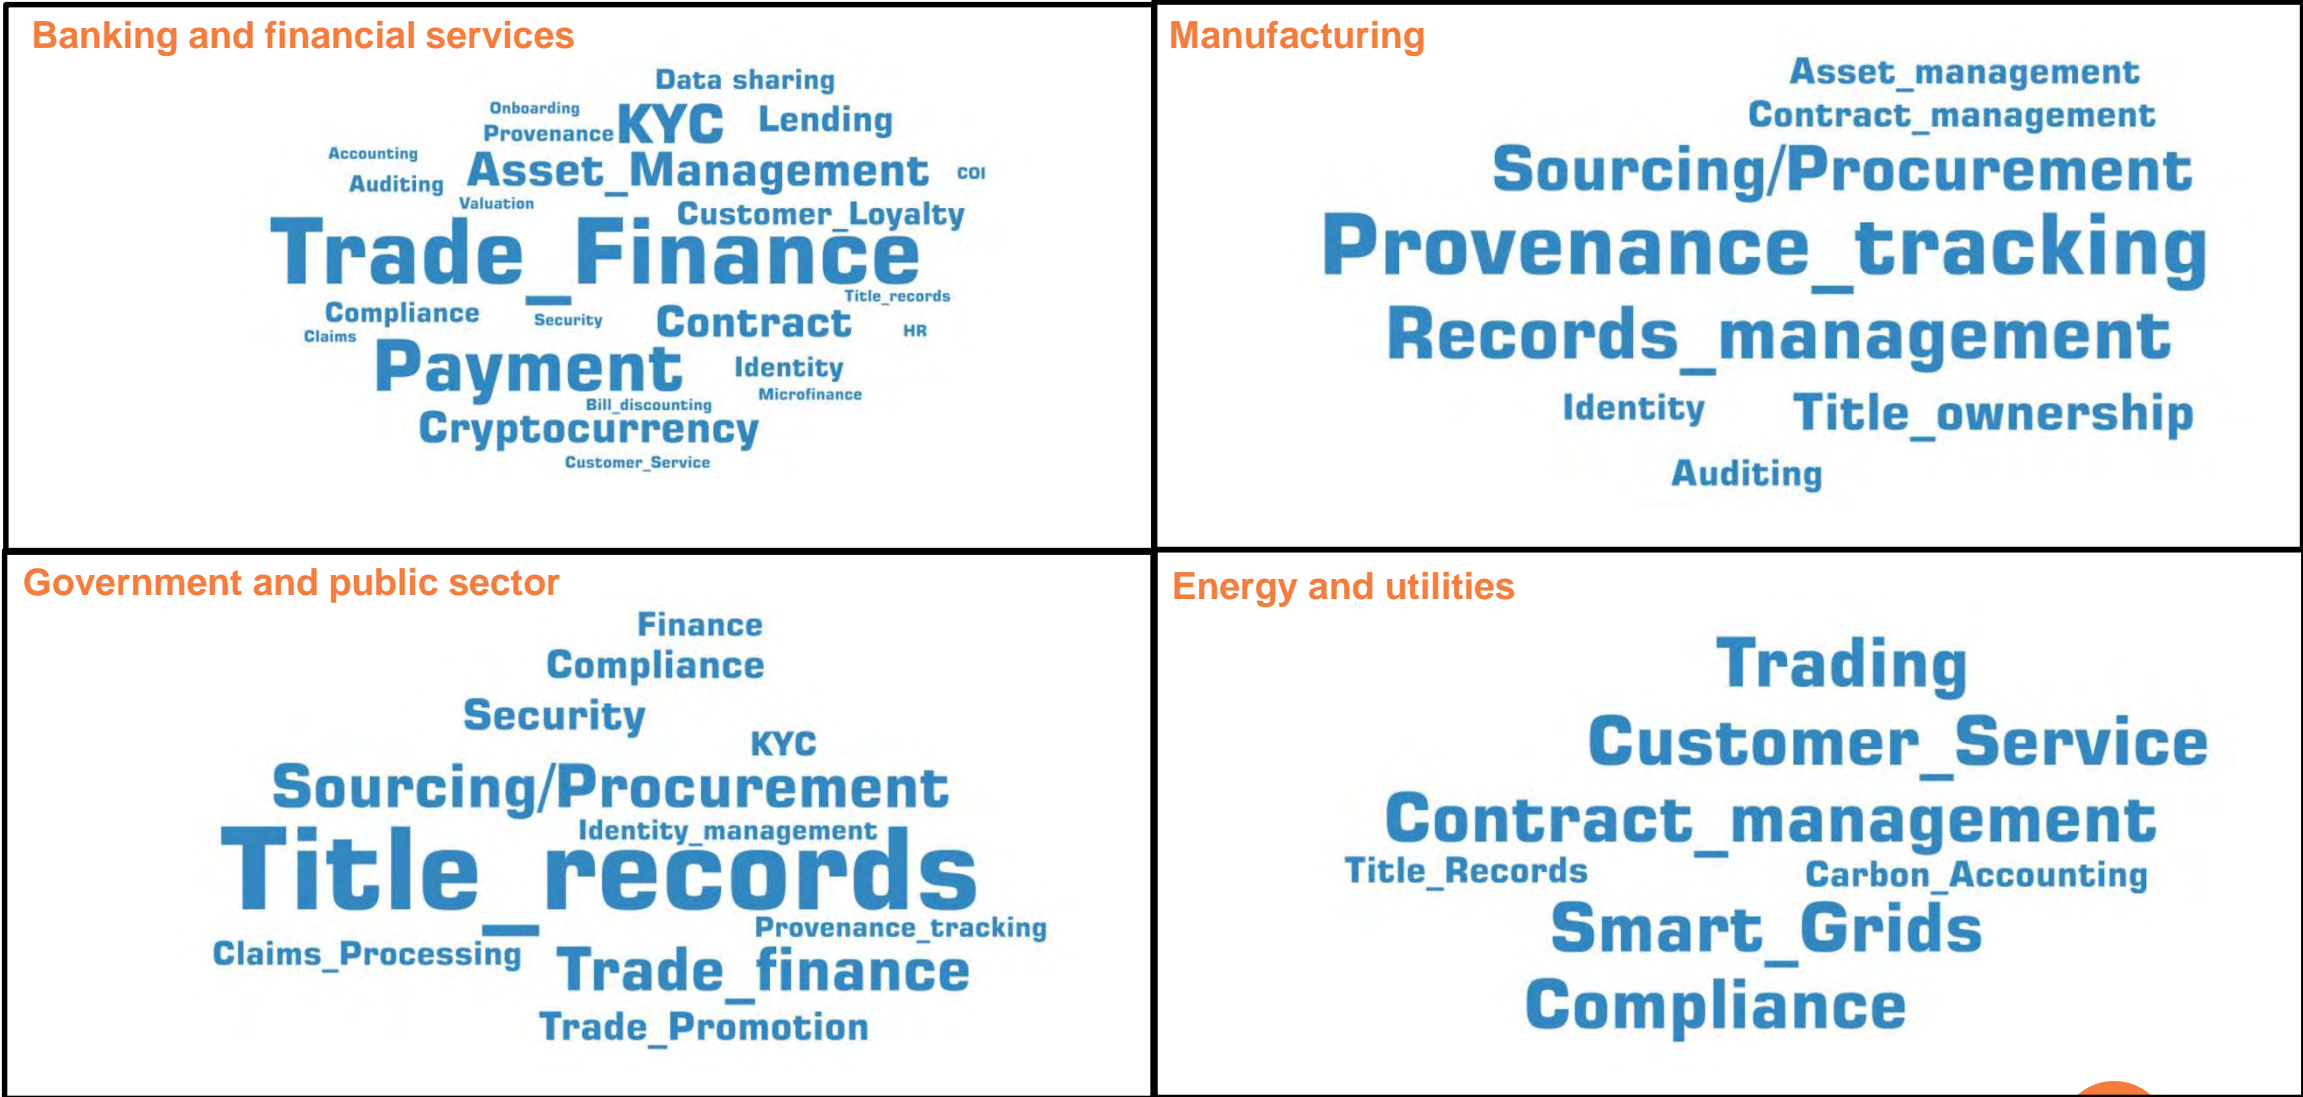 Banking and financial services
Data sharing
Onboarding
Provenance KYC Lending
Accounting
Auditing Asset_Management COI
Valuation
Customer_Loyalty
Trade_Finance
Title_records
Compliance Security Contract HR
Claims
Payment Identity
Microfinance
Bill_discounting
Cryptocurrency
Customer_Service
Manufacturing
Asset_management
Contract_management
Sourcing/Procurement
Provenance_tracking
Records_management
Identity Title_ownership
Auditing
Government and public sector
Finance
Compliance
Security
KYC
Sourcing/Procurement
Identity_management
Title_records
Provenance_tracking
Claims_Processing Trade_finance
Trade_Promotion
Energy and utilities
Trading
Customer_Service
Contract_management
Title_Records Carbon_Accounting
Smart_Grids
Compliance